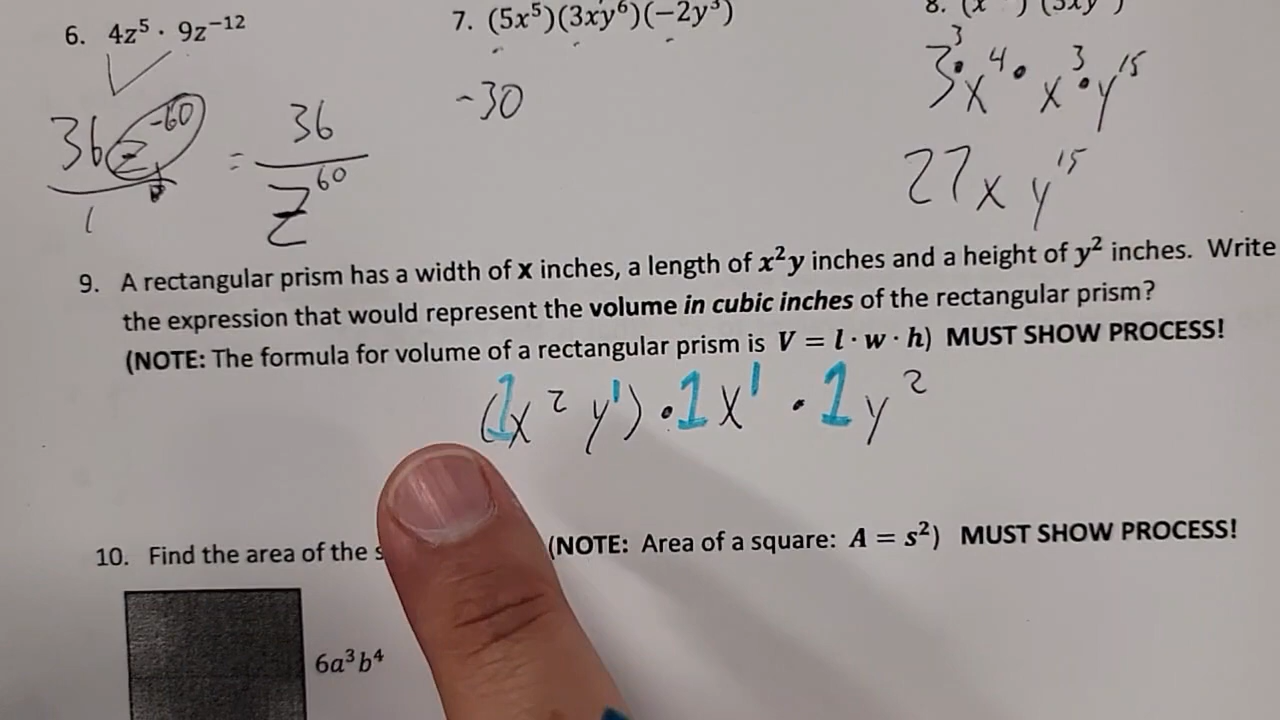 6. 4z⁵ · 9z⁻¹²
7. (5x⁵)(3xy⁶)(−2y³)
8. (x
36z⁻⁶⁰
1
= 36
z⁶⁰
-30
3³ · x⁴ · x³ · y¹⁵
27xy¹⁵
9. A rectangular prism has a width of x inches, a length of x²y inches and a height of y² inches. Write
the expression that would represent the volume in cubic inches of the rectangular prism?
(NOTE: The formula for volume of a rectangular prism is V = l · w · h) MUST SHOW PROCESS!
(1x² y¹) · 1x¹ · 1y²
10. Find the area of the (NOTE: Area of a square: A = s²) MUST SHOW PROCESS!
6a³b⁴